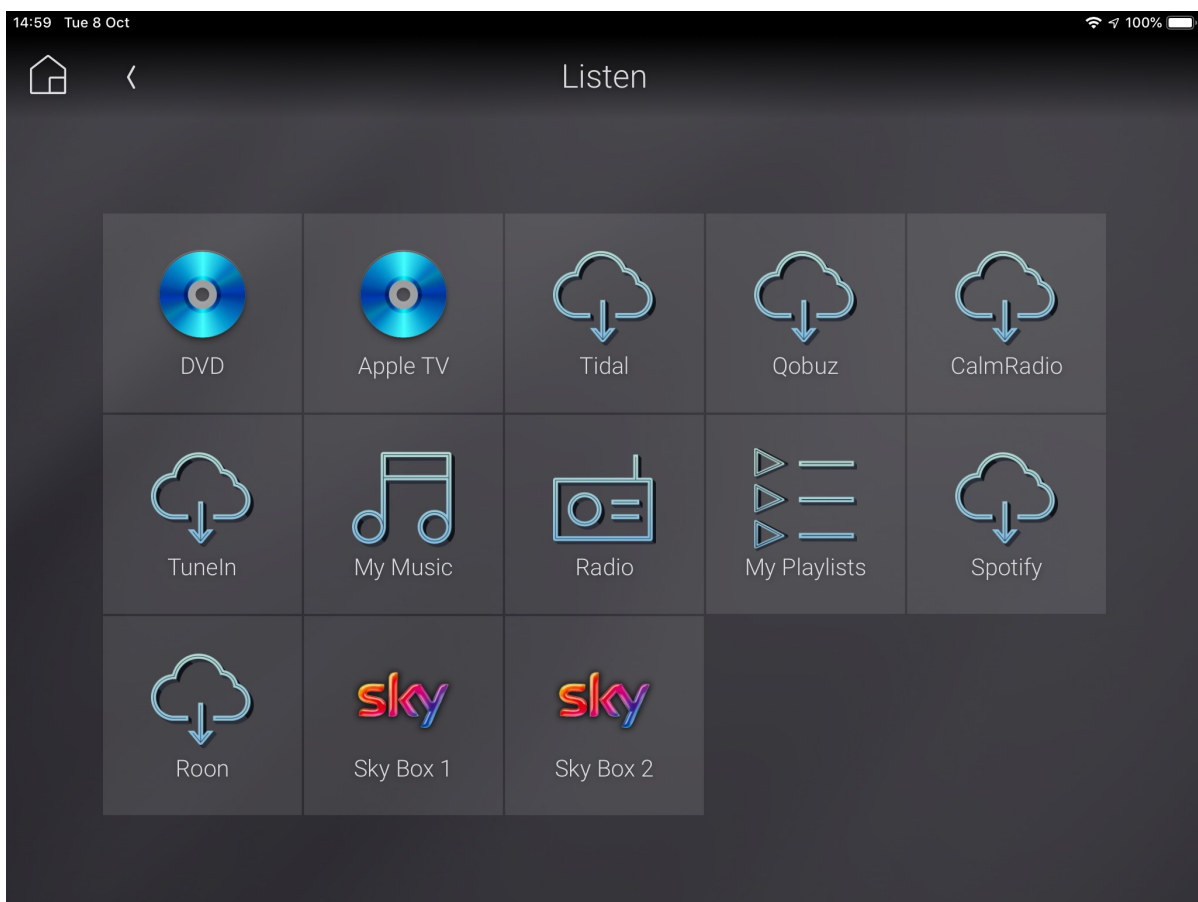 14:59 Tue 8 Oct 100%
Listen
DVD Apple TV Tidal Qobuz CalmRadio
TuneIn My Music Radio My Playlists Spotify
sky sky
Roon Sky Box 1 Sky Box 2